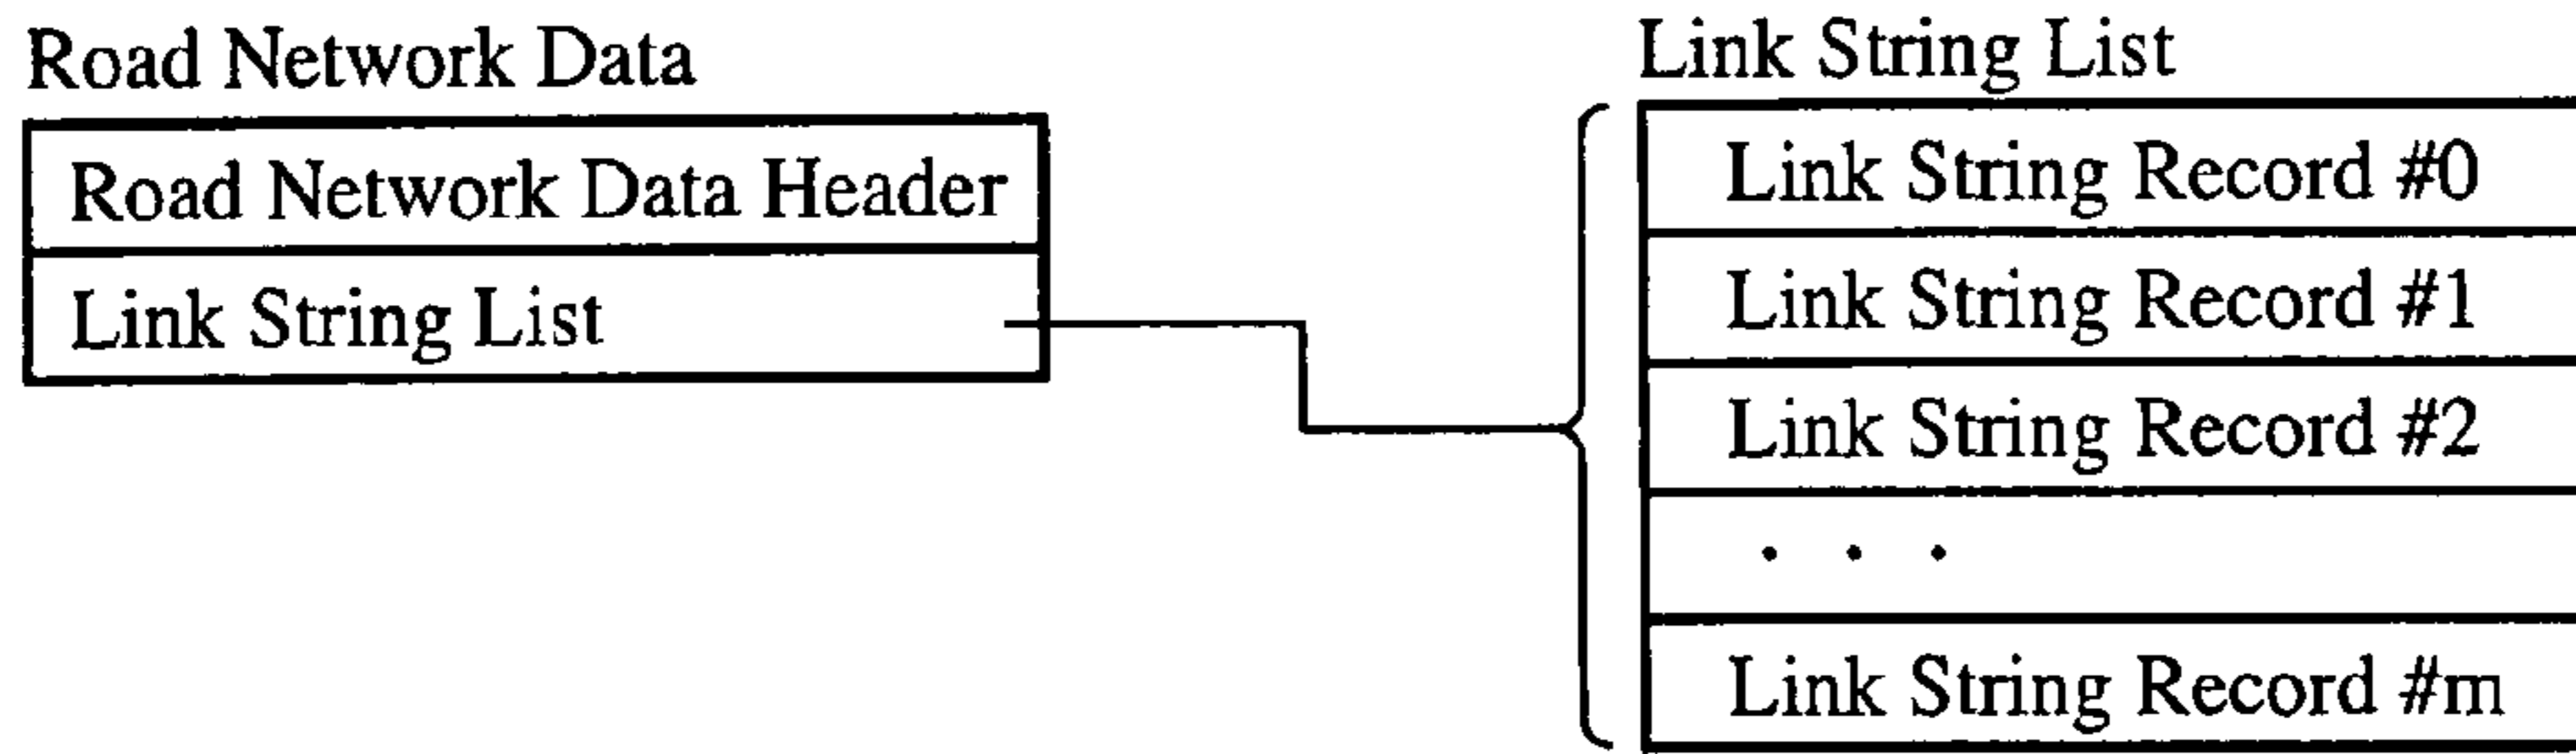 Road Network Data
Road Network Data Header
Link String List
Link String List
Link String Record #0
Link String Record #1
Link String Record #2
. . .
Link String Record #m